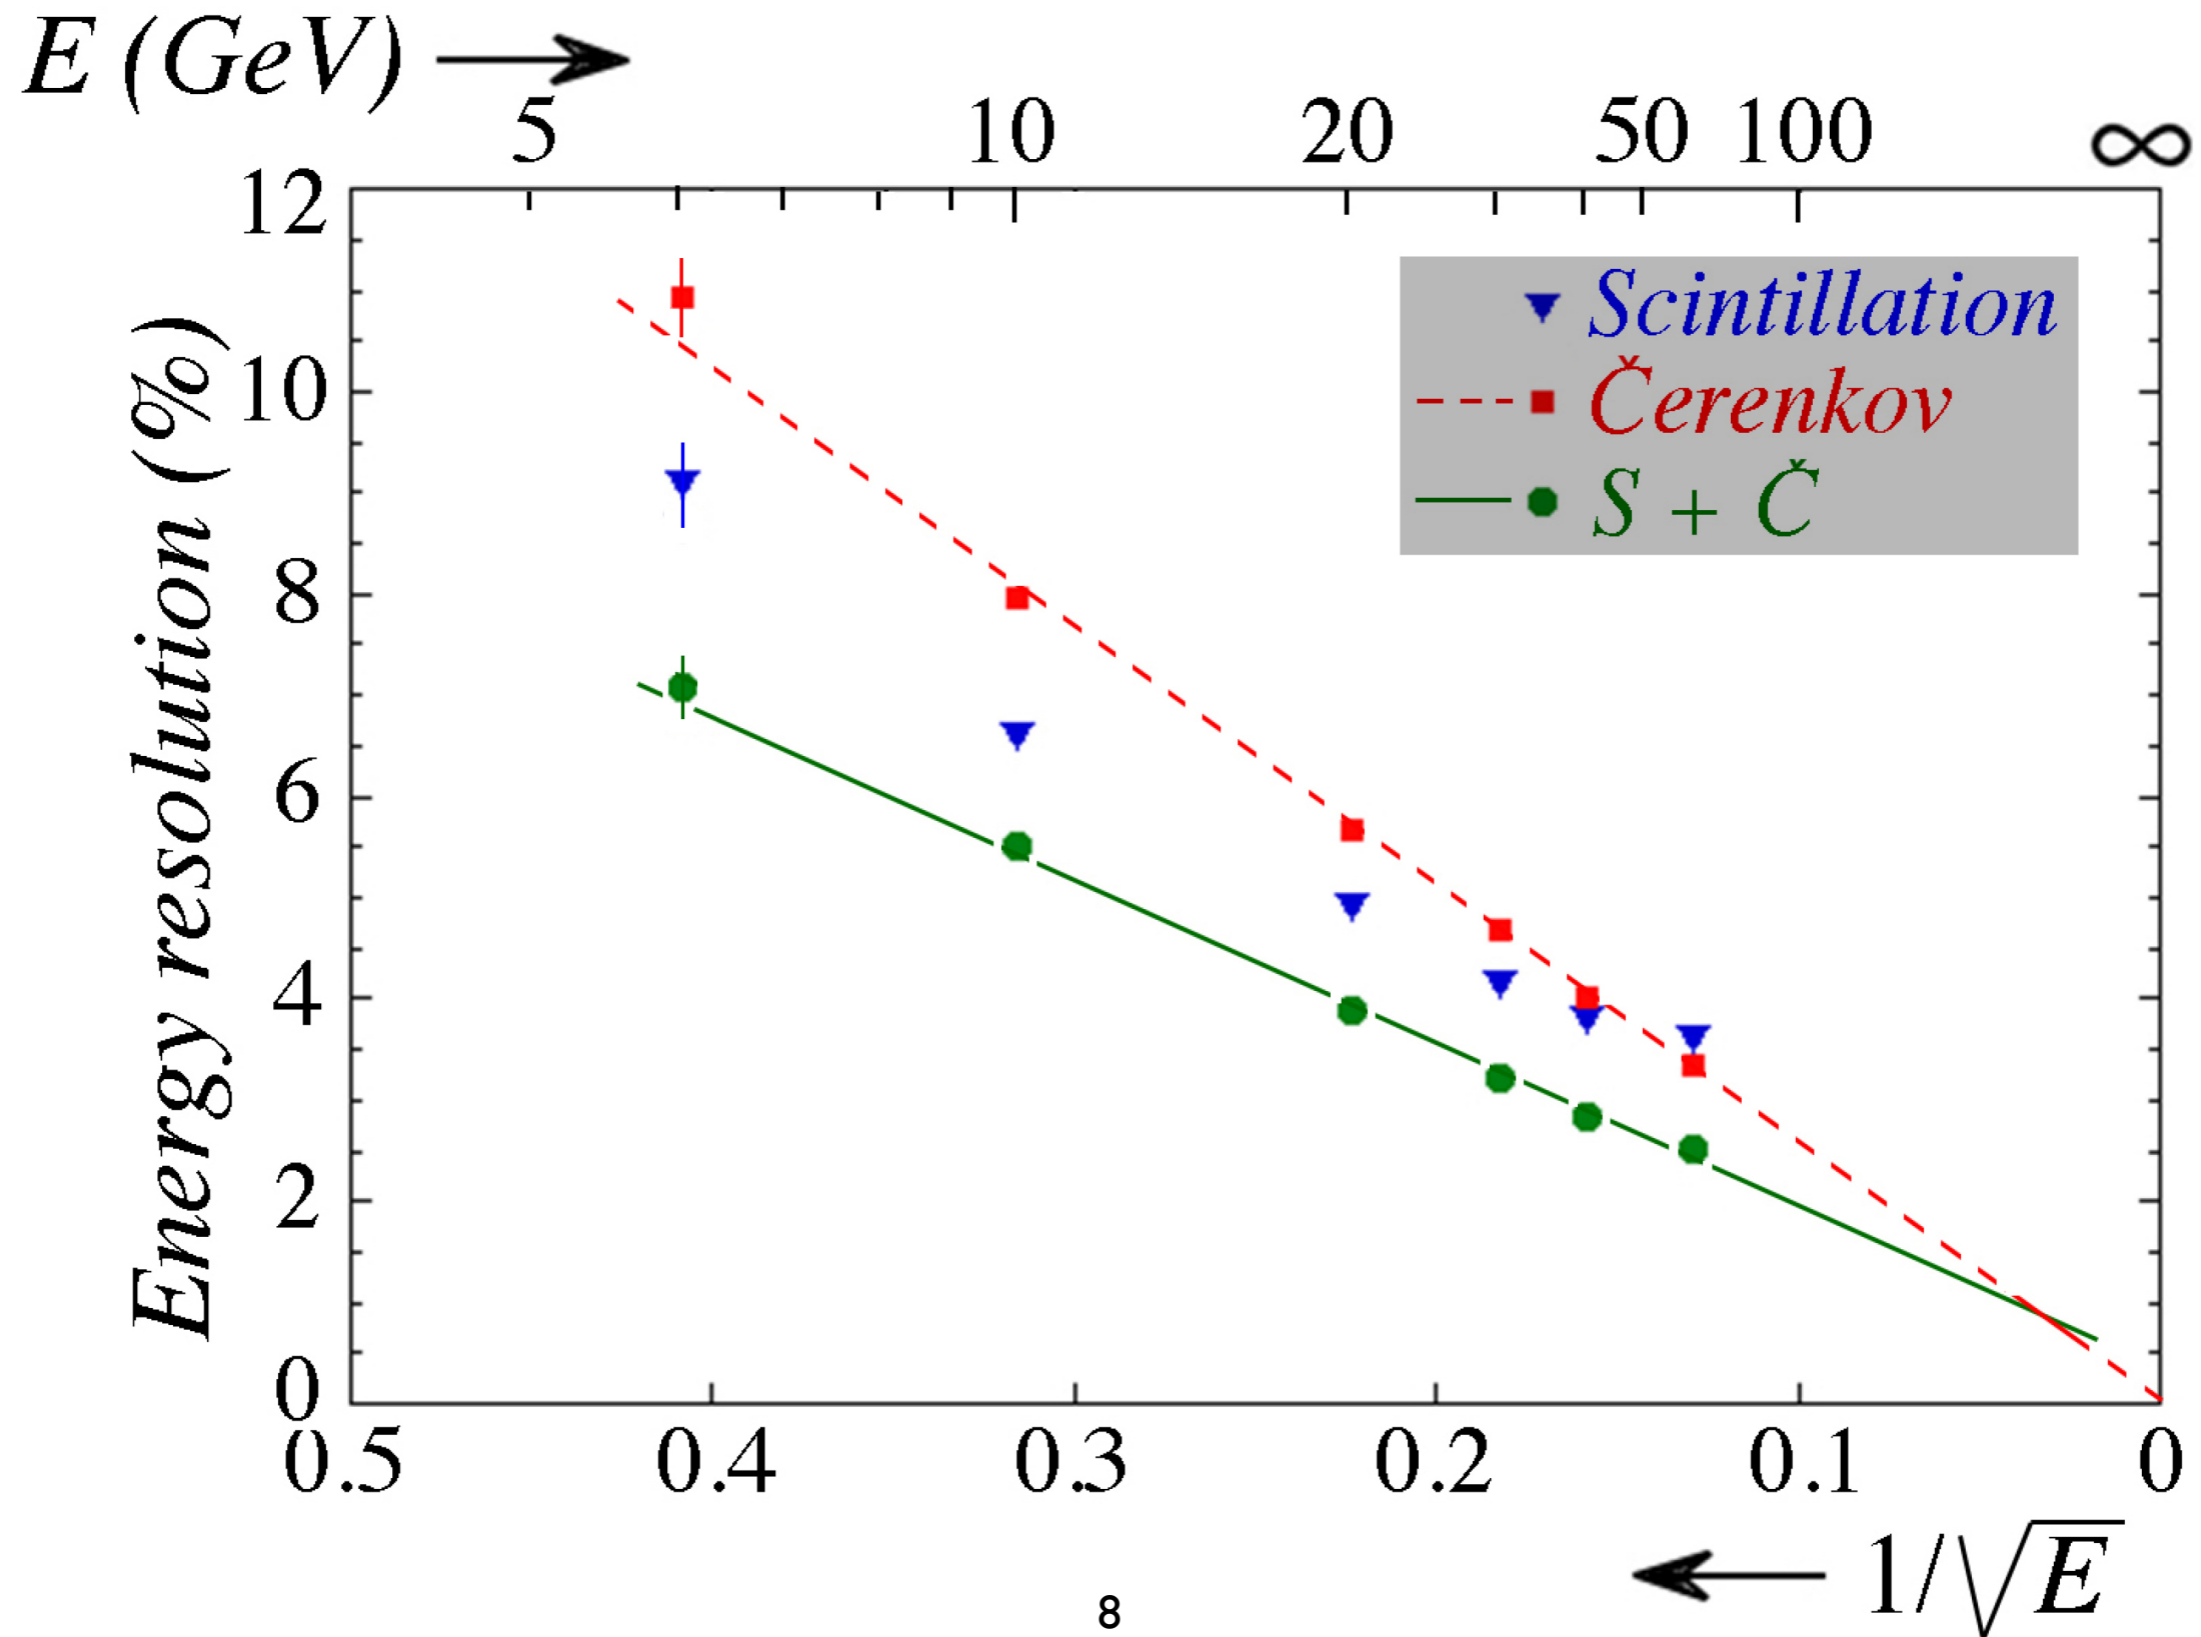 E (GeV)
5 10 20 50 100 ∞
12
10
8
6
4
2
0
Energy resolution (%)
Scintillation
Čerenkov
S + Č
0.5 0.4 0.3 0.2 0.1 0
1/√E
8